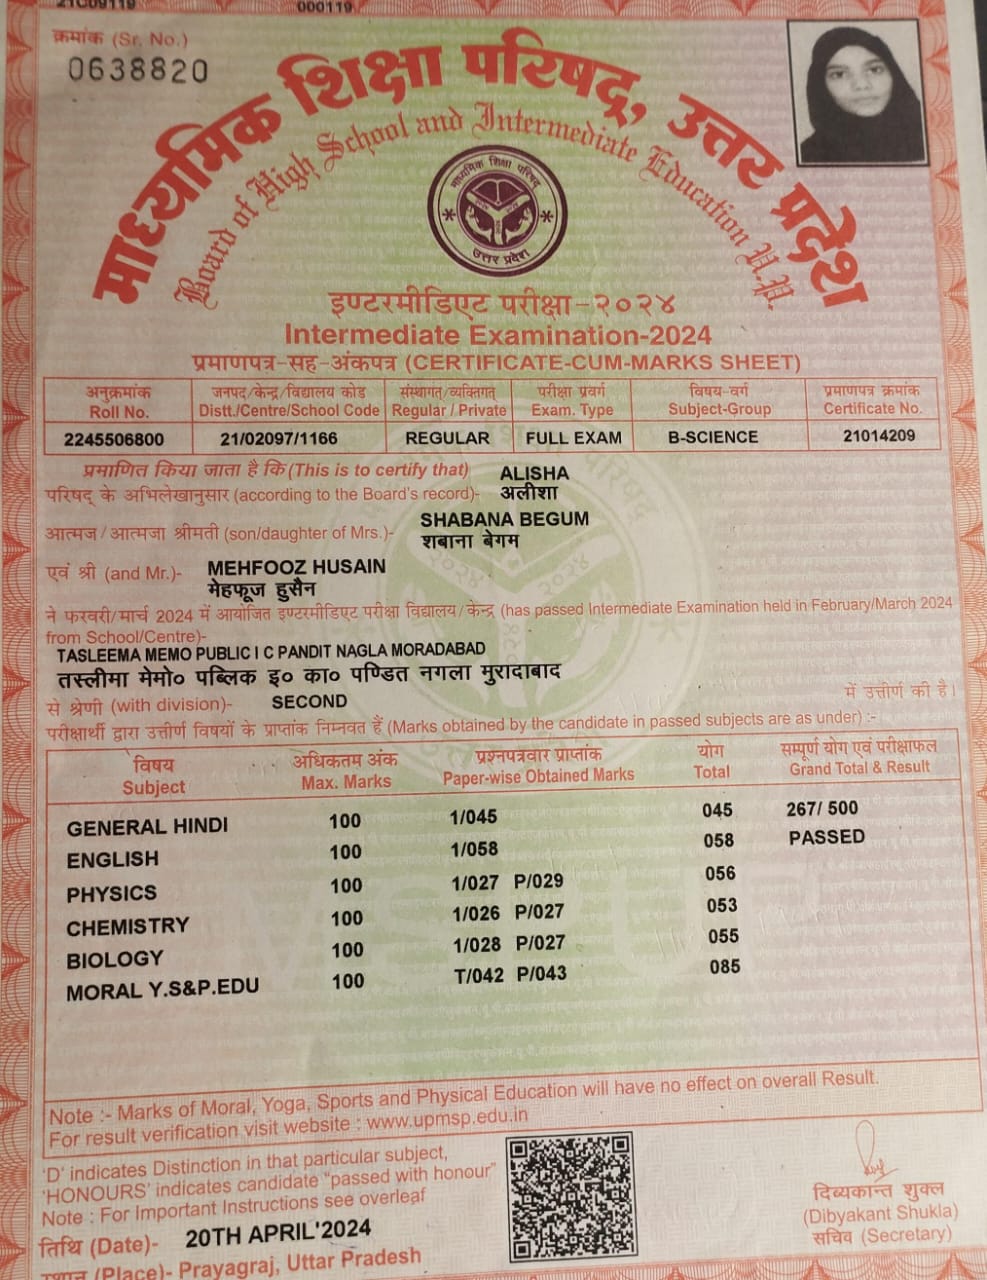 000119
क्रमांक (Sr. No.)
0638820
माध्यमिक शिक्षा परिषद्, उत्तर प्रदेश
Board of High School and Intermediate Education U.P.
माध्यमिक शिक्षा परिषद्
उत्तर प्रदेश
इण्टरमीडिएट परीक्षा-२०२४
Intermediate Examination-2024
प्रमाणपत्र-सह-अंकपत्र (CERTIFICATE-CUM-MARKS SHEET)
अनुक्रमांक जनपद/केन्द्र/विद्यालय कोड संस्थागत/व्यक्तिगत परीक्षा प्रवर्ग विषय-वर्ग प्रमाणपत्र क्रमांक
Roll No. Distt./Centre/School Code Regular / Private Exam. Type Subject-Group Certificate No.
2245506800 21/02097/1166 REGULAR FULL EXAM B-SCIENCE 21014209
प्रमाणित किया जाता है कि (This is to certify that) ALISHA
परिषद् के अभिलेखानुसार (according to the Board's record)- अलीशा
SHABANA BEGUM
आत्मज/आत्मजा श्रीमती (son/daughter of Mrs.)- शबाना बेगम
एवं श्री (and Mr.)- MEHFOOZ HUSAIN
मेहफूज हुसैन
ने फरवरी/मार्च 2024 में आयोजित इण्टरमीडिएट परीक्षा विद्यालय/केन्द्र (has passed Intermediate Examination held in February/March 2024
from School/Centre)-
TASLEEMA MEMO PUBLIC I C PANDIT NAGLA MORADABAD
तस्लीमा मेमो० पब्लिक इ० का० पण्डित नगला मुरादाबाद
से श्रेणी (with division)- SECOND में उत्तीर्ण की है।
परीक्षार्थी द्वारा उत्तीर्ण विषयों के प्राप्तांक निम्नवत हैं (Marks obtained by the candidate in passed subjects are as under) :-
विषय अधिकतम अंक प्रश्नपत्रवार प्राप्तांक योग सम्पूर्ण योग एवं परीक्षाफल
Subject Max. Marks Paper-wise Obtained Marks Total Grand Total & Result
GENERAL HINDI 100 1/045 045 267/ 500
ENGLISH 100 1/058 058 PASSED
PHYSICS 100 1/027 P/029 056
CHEMISTRY 100 1/026 P/027 053
BIOLOGY 100 1/028 P/027 055
MORAL Y.S&P.EDU 100 T/042 P/043 085
Note :- Marks of Moral, Yoga, Sports and Physical Education will have no effect on overall Result.
For result verification visit website : www.upmsp.edu.in
'D' indicates Distinction in that particular subject,
'HONOURS' indicates candidate "passed with honour"
Note : For Important Instructions see overleaf
तिथि (Date)- 20TH APRIL'2024
स्थान (Place)- Prayagraj, Uttar Pradesh
दिब्यकान्त शुक्ल
(Dibyakant Shukla)
सचिव (Secretary)